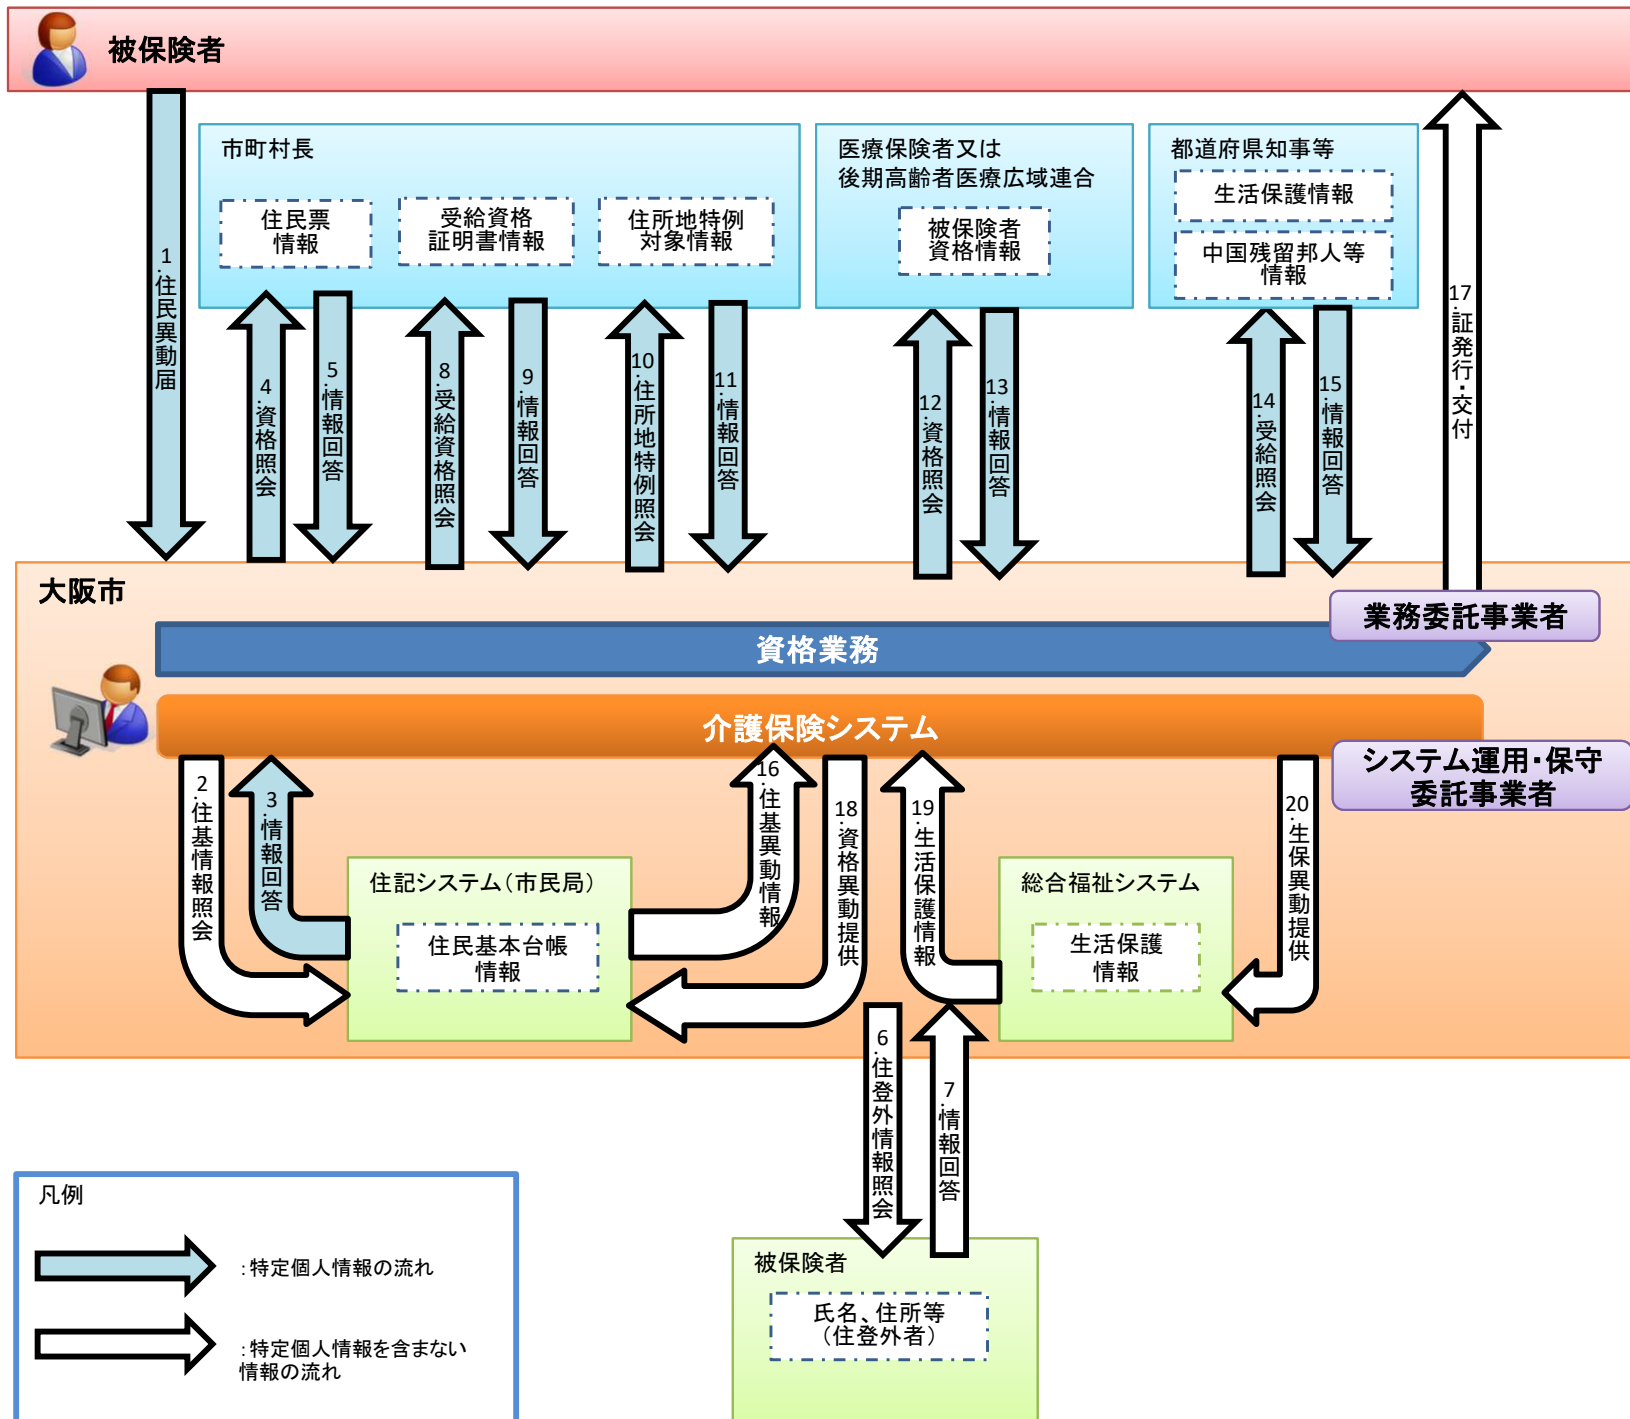 被保険者
市町村長
住民票
情報
受給資格
証明書情報
住所地特例
対象情報
医療保険者又は
後期高齢者医療広域連合
被保険者
資格情報
都道府県知事等
生活保護情報
中国残留邦人等
情報
1.住民異動届
4.資格照会
5.情報回答
8.受給資格照会
9.情報回答
10.住所地特例照会
11.情報回答
12.資格照会
13.情報回答
14.受給照会
15.情報回答
17.証発行・交付
大阪市
業務委託事業者
資格業務
介護保険システム
システム運用・保守
委託事業者
2.住基情報照会
3.情報回答
16.住基異動情報
18.資格異動提供
19.生活保護情報
20.生保異動提供
住記システム（市民局）
住民基本台帳
情報
総合福祉システム
生活保護
情報
6.住登外情報照会
7.情報回答
被保険者
氏名、住所等
（住登外者）
凡例
：特定個人情報の流れ
：特定個人情報を含まない
情報の流れ